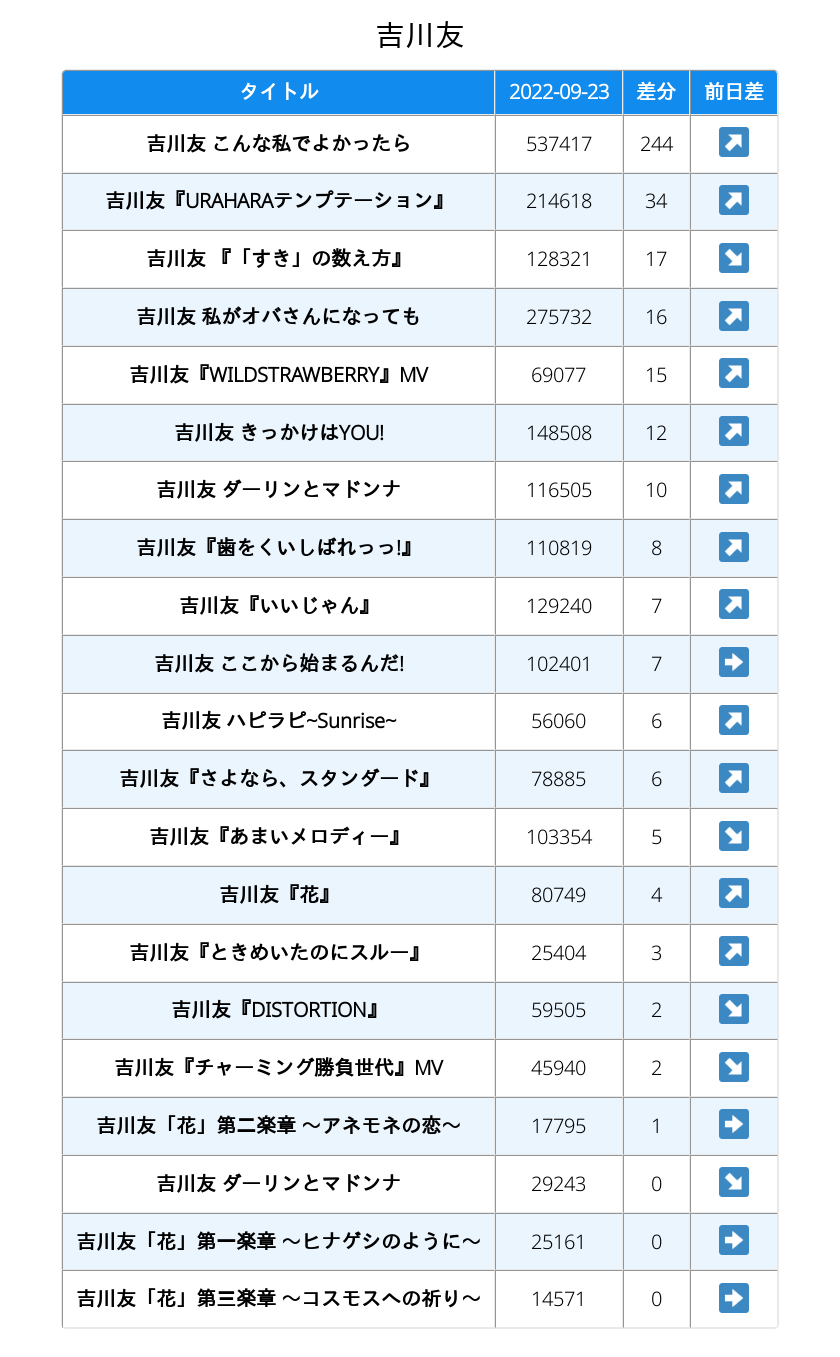 吉川友
タイトル 2022-09-23 差分 前日差
吉川友 こんな私でよかったら 537417 244 ↗
吉川友『URAHARAテンプテーション』 214618 34 ↗
吉川友 『「すき」の数え方』 128321 17 ↘
吉川友 私がオバさんになっても 275732 16 ↗
吉川友『WILDSTRAWBERRY』MV 69077 15 ↗
吉川友 きっかけはYOU! 148508 12 ↗
吉川友 ダーリンとマドンナ 116505 10 ↗
吉川友『歯をくいしばれっっ!』 110819 8 ↗
吉川友『いいじゃん』 129240 7 ↗
吉川友 ここから始まるんだ! 102401 7 ➡
吉川友 ハピラピ~Sunrise~ 56060 6 ↗
吉川友『さよなら、スタンダード』 78885 6 ↗
吉川友『あまいメロディー』 103354 5 ↘
吉川友『花』 80749 4 ↗
吉川友『ときめいたのにスルー』 25404 3 ↗
吉川友『DISTORTION』 59505 2 ↘
吉川友『チャーミング勝負世代』MV 45940 2 ↘
吉川友「花」第二楽章 〜アネモネの恋〜 17795 1 ➡
吉川友 ダーリンとマドンナ 29243 0 ↘
吉川友「花」第一楽章 〜ヒナゲシのように〜 25161 0 ➡
吉川友「花」第三楽章 〜コスモスへの祈り〜 14571 0 ➡